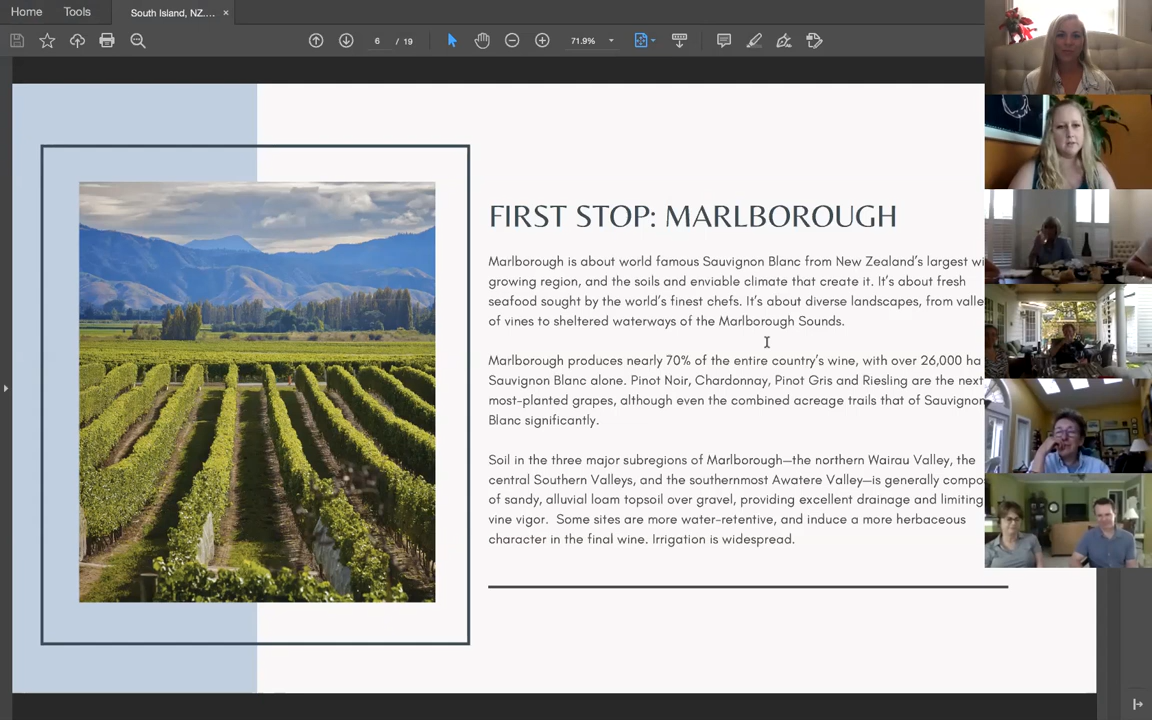 Home Tools South Island, NZ.... ×
6 / 19 71.9%
FIRST STOP: MARLBOROUGH
Marlborough is about world famous Sauvignon Blanc from New Zealand's largest wi
growing region, and the soils and enviable climate that create it. It's about fresh
seafood sought by the world's finest chefs. It's about diverse landscapes, from valle
of vines to sheltered waterways of the Marlborough Sounds.
Marlborough produces nearly 70% of the entire country's wine, with over 26,000 ha
Sauvignon Blanc alone. Pinot Noir, Chardonnay, Pinot Gris and Riesling are the next
most-planted grapes, although even the combined acreage trails that of Sauvignon
Blanc significantly.
Soil in the three major subregions of Marlborough—the northern Wairau Valley, the
central Southern Valleys, and the southernmost Awatere Valley—is generally compo
of sandy, alluvial loam topsoil over gravel, providing excellent drainage and limiting
vine vigor. Some sites are more water-retentive, and induce a more herbaceous
character in the final wine. Irrigation is widespread.